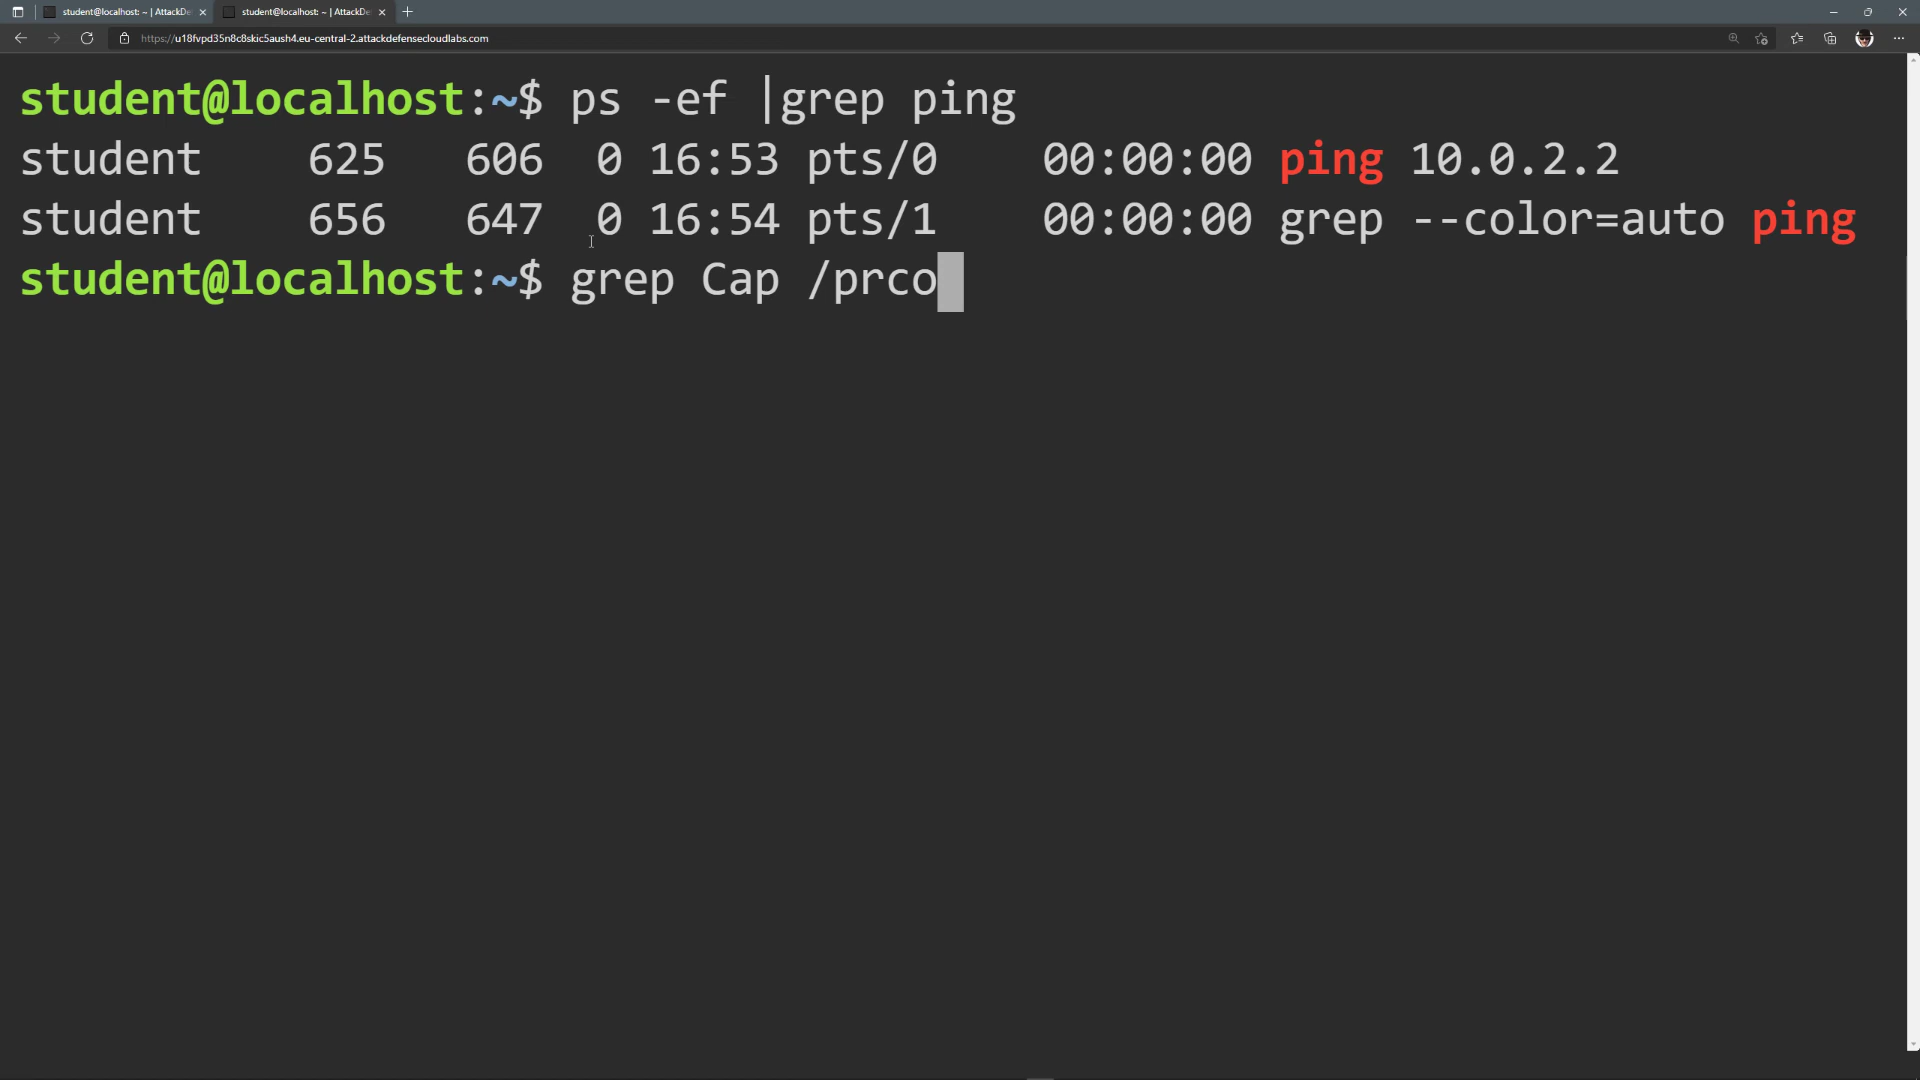 student@localhost: ~ | AttackDe
student@localhost: ~ | AttackDe
https://u18fvpd35n8c8skic5aush4.eu-central-2.attackdefensecloudlabs.com
student@localhost:~$ ps -ef |grep ping
student 625 606 0 16:53 pts/0 00:00:00 ping 10.0.2.2
student 656 647 0 16:54 pts/1 00:00:00 grep --color=auto ping
student@localhost:~$ grep Cap /prco